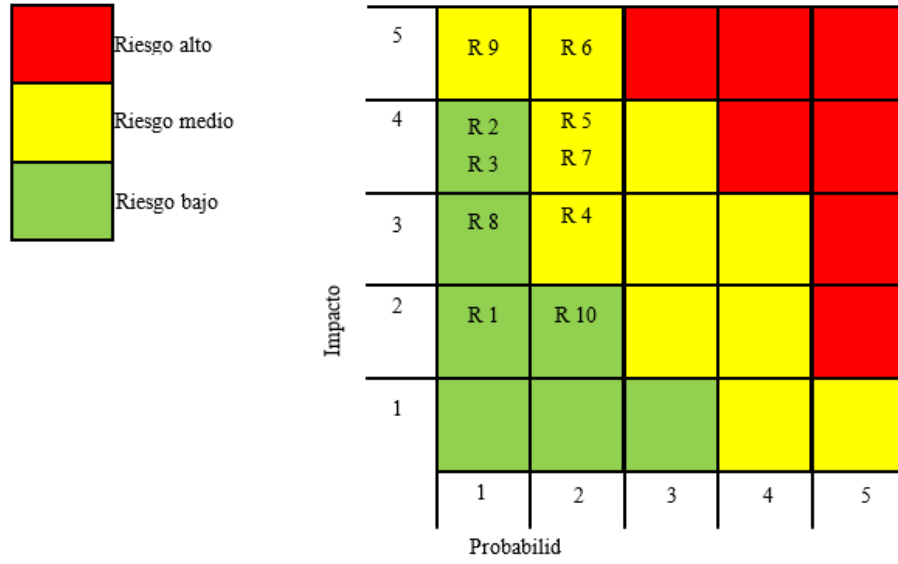 Riesgo alto
Riesgo medio
Riesgo bajo
5
R 9
R 6
4
R 2
R 3
R 5
R 7
3
R 8
R 4
2
R 1
R 10
1
Impacto
1
2
3
4
5
Probabilid